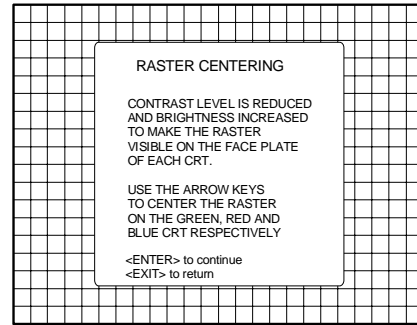 RASTER CENTERING
CONTRAST LEVEL IS REDUCED
AND BRIGHTNESS INCREASED
TO MAKE THE RASTER
VISIBLE ON THE FACE PLATE
OF EACH CRT.
USE THE ARROW KEYS
TO CENTER THE RASTER
ON THE GREEN, RED AND
BLUE CRT RESPECTIVELY
<ENTER> to continue
<EXIT> to return